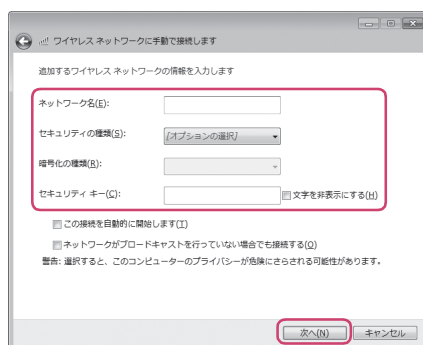 ワイヤレス ネットワークに手動で接続します
追加するワイヤレス ネットワークの情報を入力します
ネットワーク名(E):
セキュリティの種類(S): [オプションの選択]
暗号化の種類(R):
セキュリティ キー(C): 文字を非表示にする(H)
この接続を自動的に開始します(T)
ネットワークがブロードキャストを行っていない場合でも接続する(O)
警告: 選択すると、このコンピューターのプライバシーが危険にさらされる可能性があります。
次へ(N) キャンセル